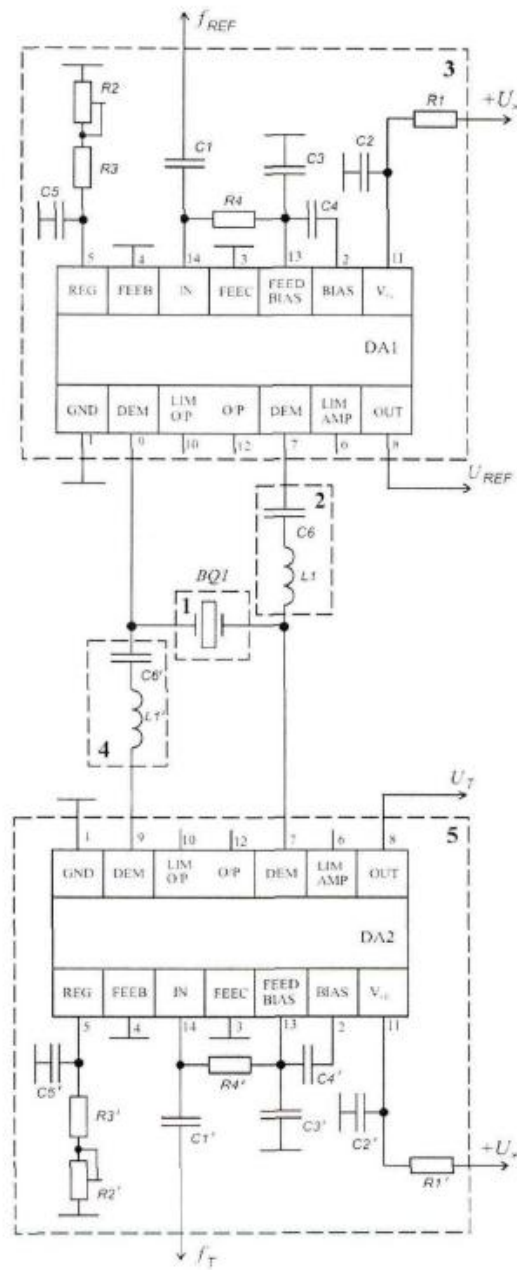 f_REF
3
R2
R1
+U_*
C1
C2
R3
C3
C5
R4
C4
5
4
14
3
13
2
11
REG
FEEB
IN
FEEC
FEED BIAS
BIAS
DA1
GND
DEM
LIM O/P
O/P
DEM
LIM AMP
OUT
1
9
10
12
7
6
8
U_REF
2
C6
BQ1
L1
1
C6'
L1'
4
U_T
5
1
9
10
12
7
6
8
GND
DEM
LIM O/P
O/P
DEM
LIM AMP
OUT
DA2
REG
FEEB
IN
FEEC
FEED BIAS
BIAS
5
4
14
3
13
2
11
C5'
R4'
C4'
R3'
C1'
C3'
C2'
+U_*
R2'
R1'
f_T